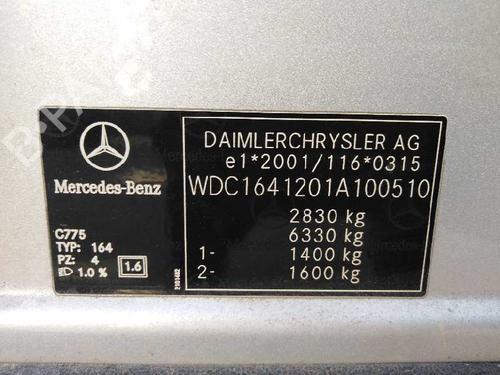 Mercedes-Benz
C775
TYP: 164
PZ: 4
1.0 %
1.6
2101482
DAIMLERCHRYSLER AG
e1*2001/116*0315
WDC1641201A100510
2830 kg
6330 kg
1- 1400 kg
2- 1600 kg